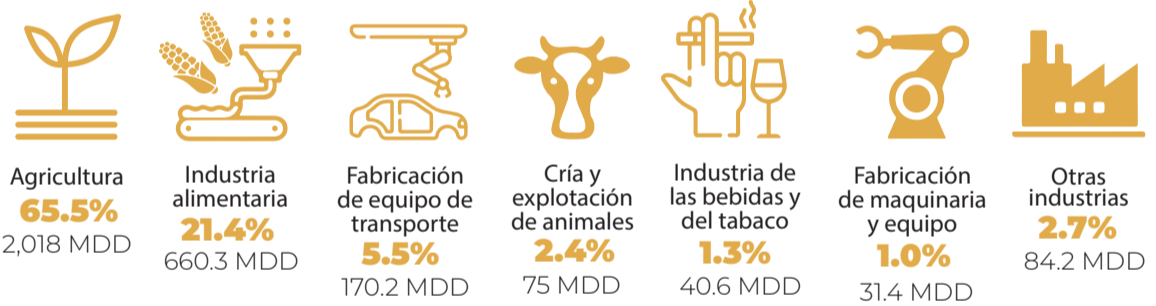 Agricultura
65.5%
2,018 MDD
Industria
alimentaria
21.4%
660.3 MDD
Fabricación
de equipo de
transporte
5.5%
170.2 MDD
Cría y
explotación
de animales
2.4%
75 MDD
Industria de
las bebidas y
del tabaco
1.3%
40.6 MDD
Fabricación
de maquinaria
y equipo
1.0%
31.4 MDD
Otras
industrias
2.7%
84.2 MDD